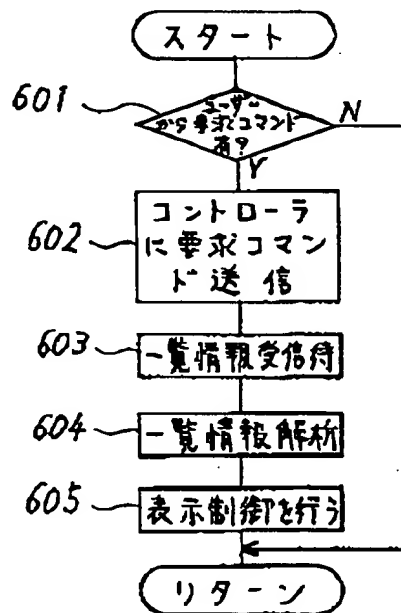 スタート
601
ユーザー
から要求コマンド
有?
N
Y
602
コントローラ
に要求コマン
ド送信
603
一覧情報受信待
604
一覧情報解析
605
表示制御を行う
リターン